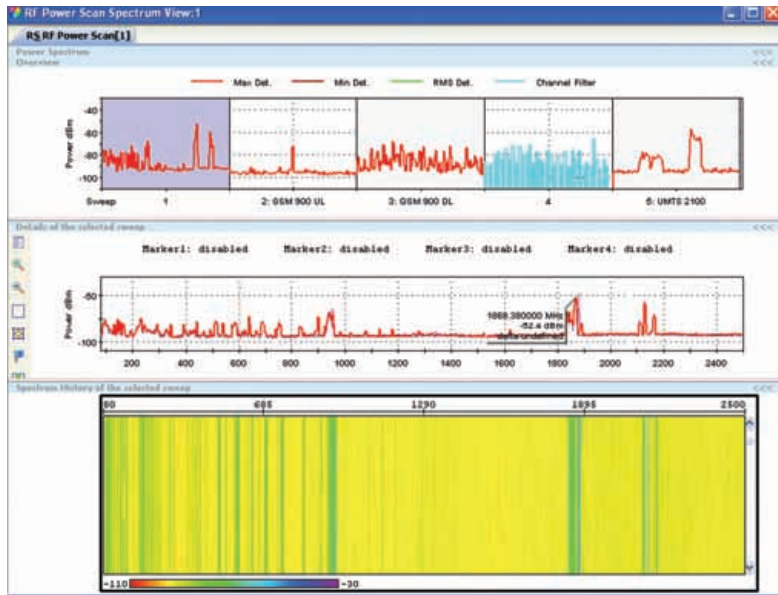 RF Power Scan Spectrum View:1
RS RF Power Scan[1]
Power Spectrum
Overview
<<<
<<<
Max Det. Min Det. RMS Det. Channel Filter
Power dBm
-40
-60
-80
-100
Sweep 1 2: GSM 900 UL 3: GSM 900 DL 4 5: UMTS 2100
Details of the selected sweep <<<
Marker1: disabled Marker2: disabled Marker3: disabled Marker4: disabled
Power dBm
-50
-100
1868.380000 MHz
-52.4 dBm
data undefined
200 400 600 800 1000 1200 1400 1600 1800 2000 2200 2400
Spectrum History of the selected sweep <<<
80 685 1290 1895 2500
-110 -30